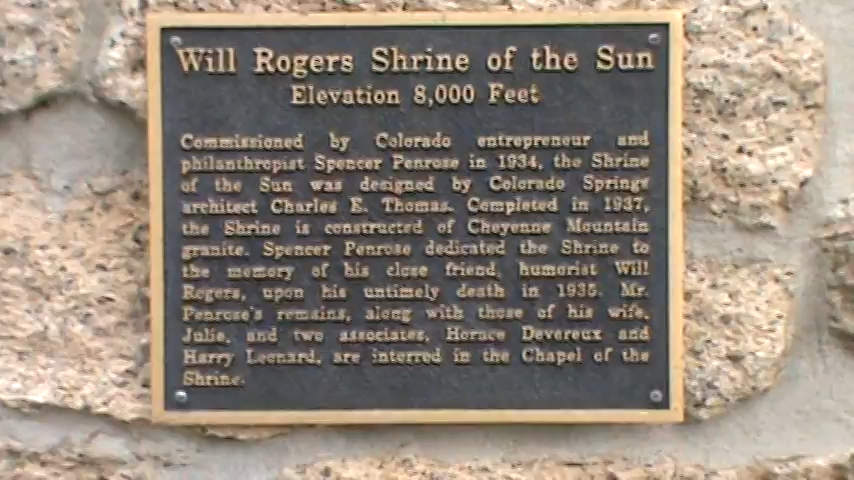 Will Rogers Shrine of the Sun
Elevation 8,000 Feet
Commissioned by Colorado entrepreneur and
philanthropist Spencer Penrose in 1934, the Shrine
of the Sun was designed by Colorado Springs
architect Charles E. Thomas. Completed in 1937,
the Shrine is constructed of Cheyenne Mountain
granite. Spencer Penrose dedicated the Shrine to
the memory of his close friend, humorist Will
Rogers, upon his untimely death in 1935. Mr.
Penrose's remains, along with those of his wife,
Julie, and two associates, Horace Devereux and
Harry Leonard, are interred in the Chapel of the
Shrine.